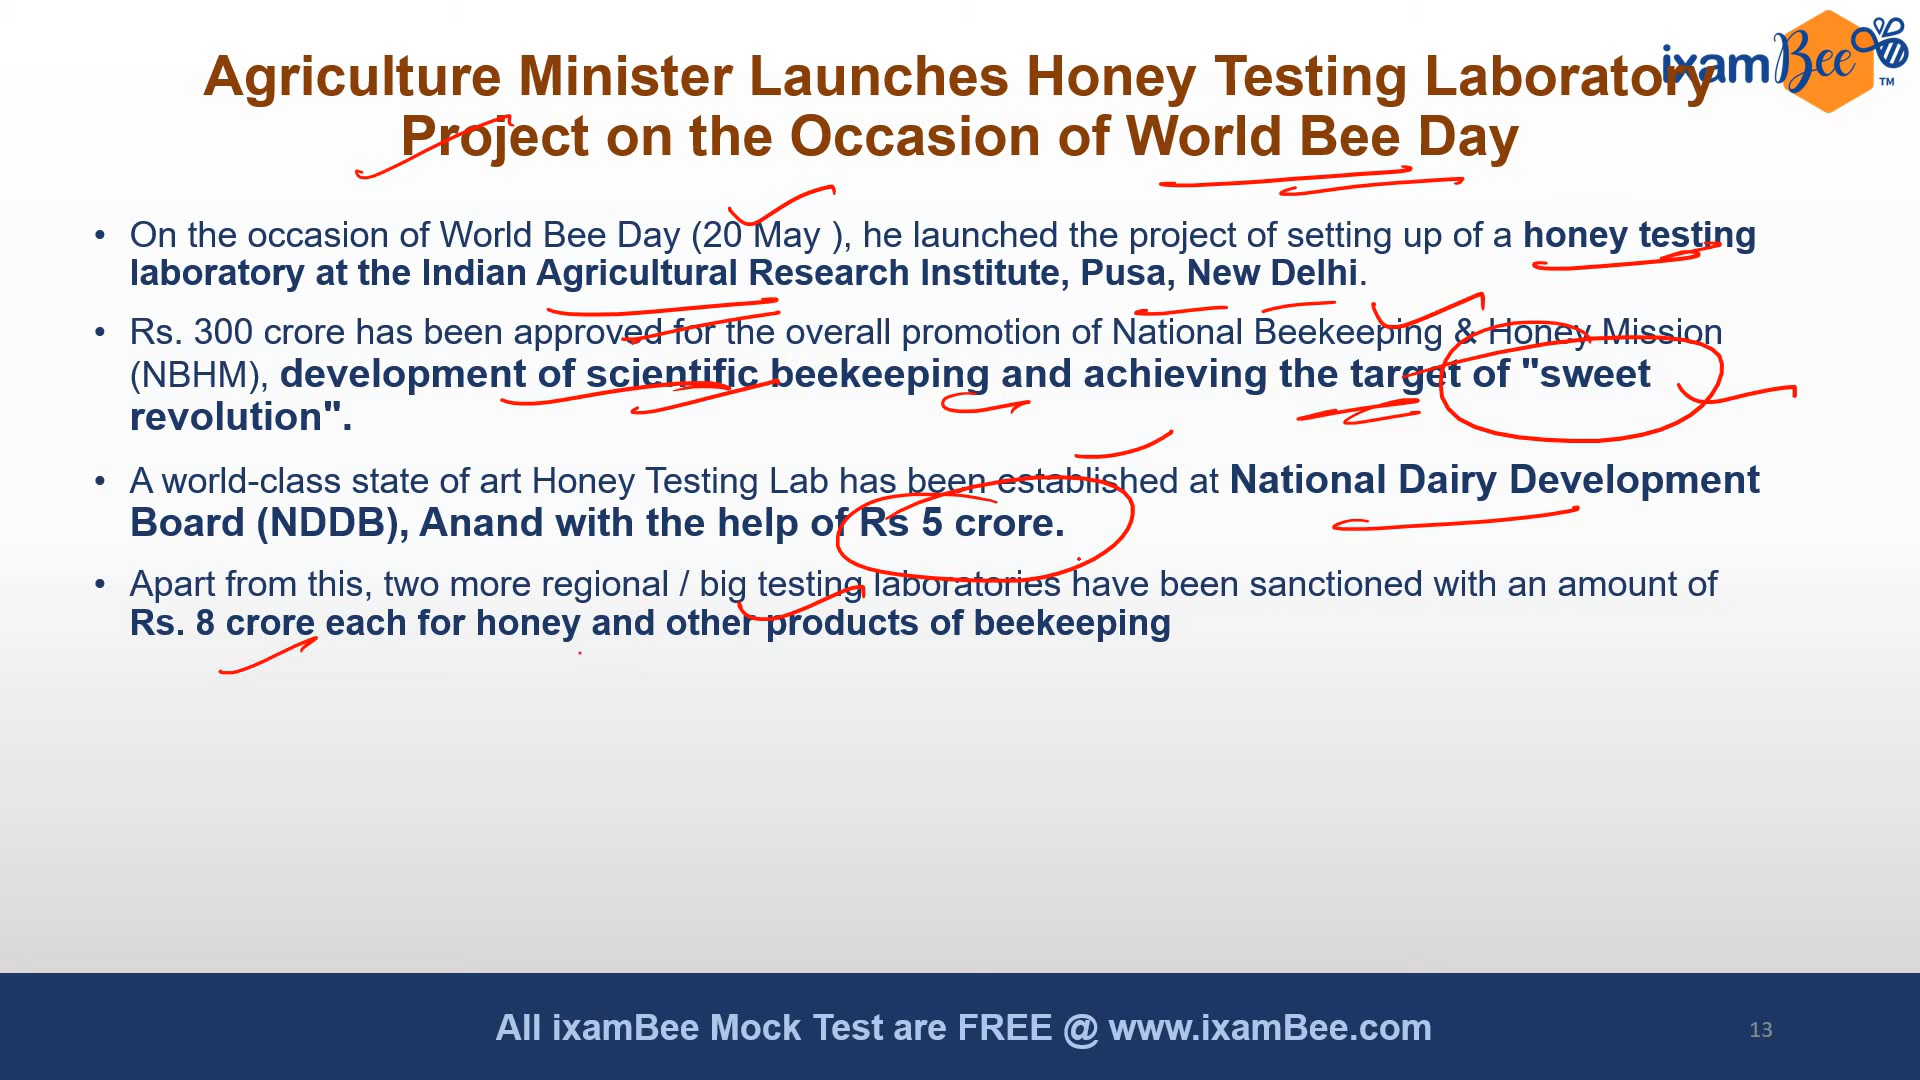 Agriculture Minister Launches Honey Testing Laboratory
Project on the Occasion of World Bee Day
ixamBee TM
• On the occasion of World Bee Day (20 May ), he launched the project of setting up of a honey testing
laboratory at the Indian Agricultural Research Institute, Pusa, New Delhi.
• Rs. 300 crore has been approved for the overall promotion of National Beekeeping & Honey Mission
(NBHM), development of scientific beekeeping and achieving the target of "sweet
revolution".
• A world-class state of art Honey Testing Lab has been established at National Dairy Development
Board (NDDB), Anand with the help of Rs 5 crore.
• Apart from this, two more regional / big testing laboratories have been sanctioned with an amount of
Rs. 8 crore each for honey and other products of beekeeping
All ixamBee Mock Test are FREE @ www.ixamBee.com
13